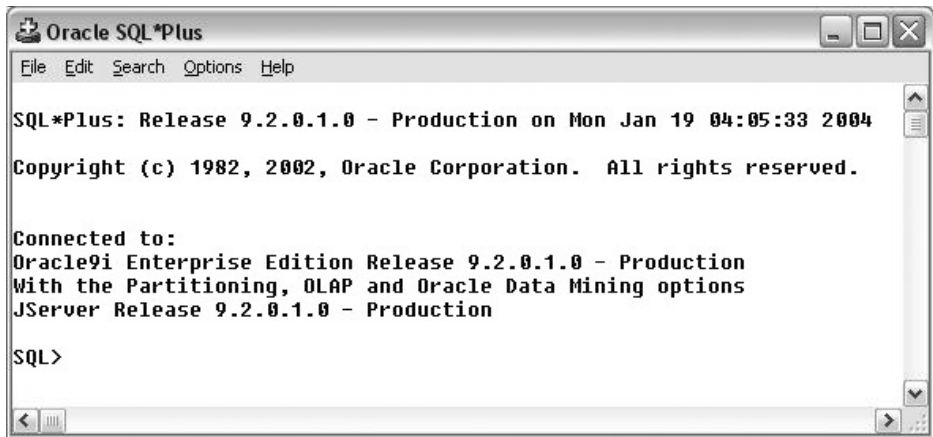 Oracle SQL*Plus
File Edit Search Options Help
SQL*Plus: Release 9.2.0.1.0 - Production on Mon Jan 19 04:05:33 2004
Copyright (c) 1982, 2002, Oracle Corporation.  All rights reserved.
Connected to:
Oracle9i Enterprise Edition Release 9.2.0.1.0 - Production
With the Partitioning, OLAP and Oracle Data Mining options
JServer Release 9.2.0.1.0 - Production
SQL>